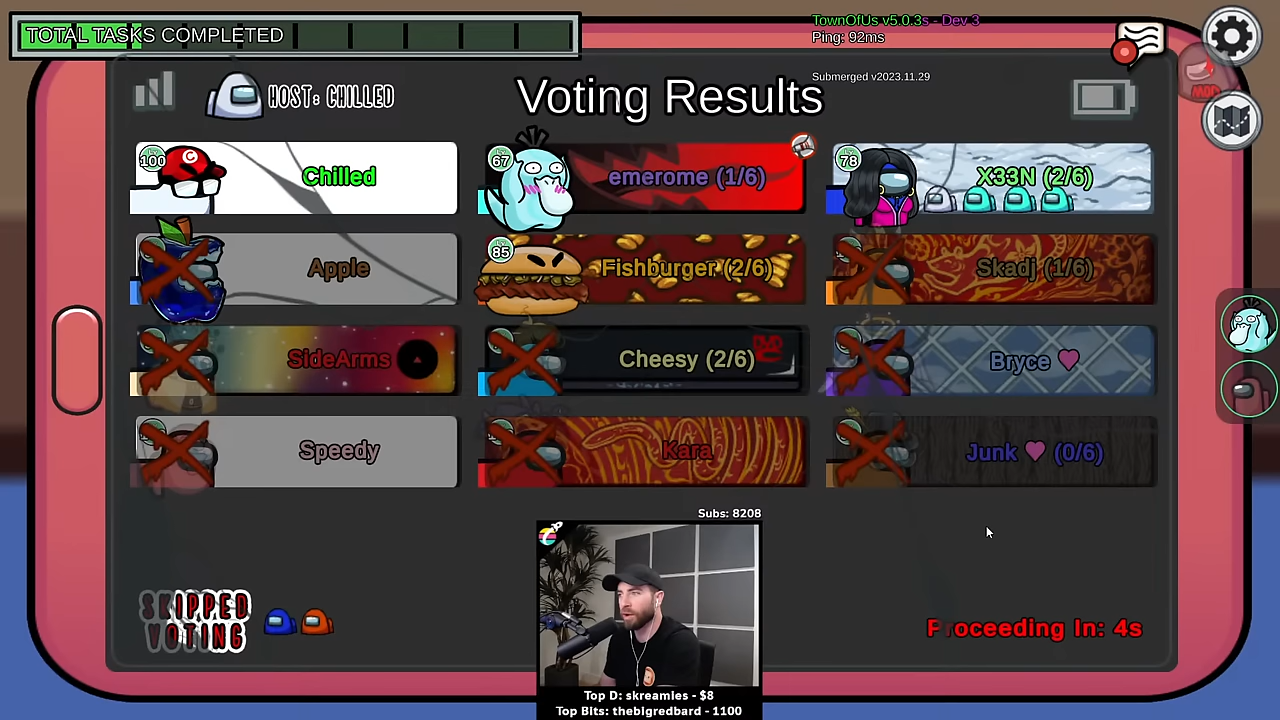 TOTAL TASKS COMPLETED
TownOfUs v5.0.3s - Dev 3
Ping: 92ms
Submerged v2023.11.29
HOST: CHILLED
Voting Results
MOD
100
C
Chilled
67
emerome (1/6)
78
X33N (2/6)
Apple
85
Fishburger (2/6)
Skadj (1/6)
SideArms
Cheesy (2/6)
DVD
Bryce
Speedy
Kara
Junk (0/6)
Subs: 8208
SKIPPED
VOTING
Proceeding In: 4s
Top D: skreamies - $8
Top Bits: thebigredbard - 1100